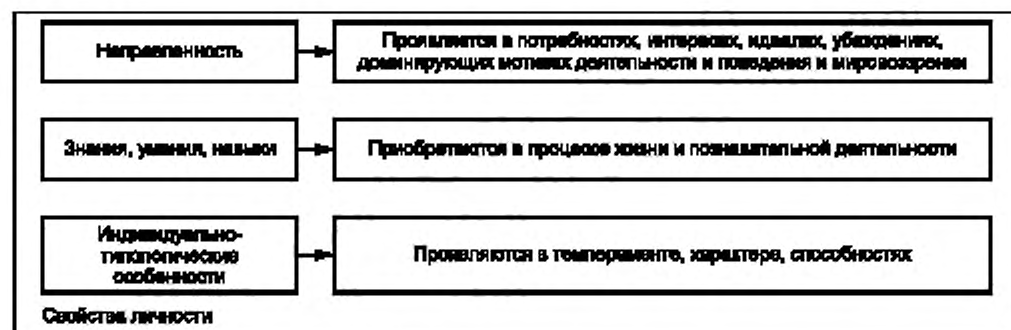 Направленность
Проявляется в потребностях, интересах, идеалах, убеждениях,
доминирующих мотивах деятельности и поведения и мировоззрении
Знания, умения, навыки
Приобретаются в процессе жизни и познавательной деятельности
Индивидуально-
типологические
особенности
Проявляются в темпераменте, характере, способностях
Свойства личности